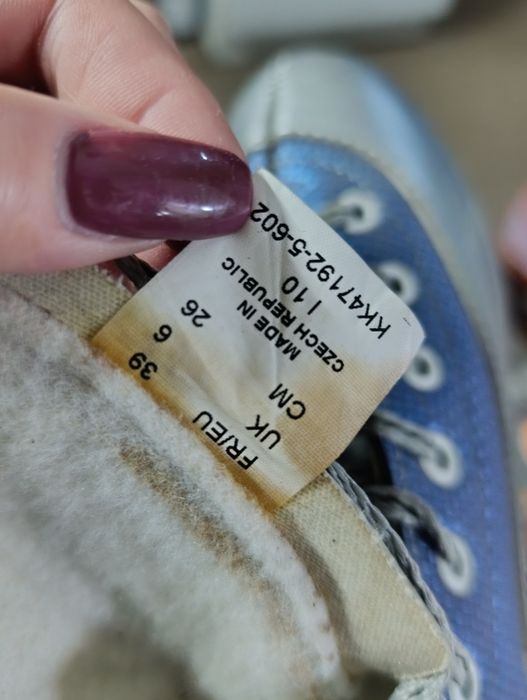 KK47192-5-602
I 10
MADE IN
CZECH REPUBLIC
CM 26
UK 6
FR/EU 39